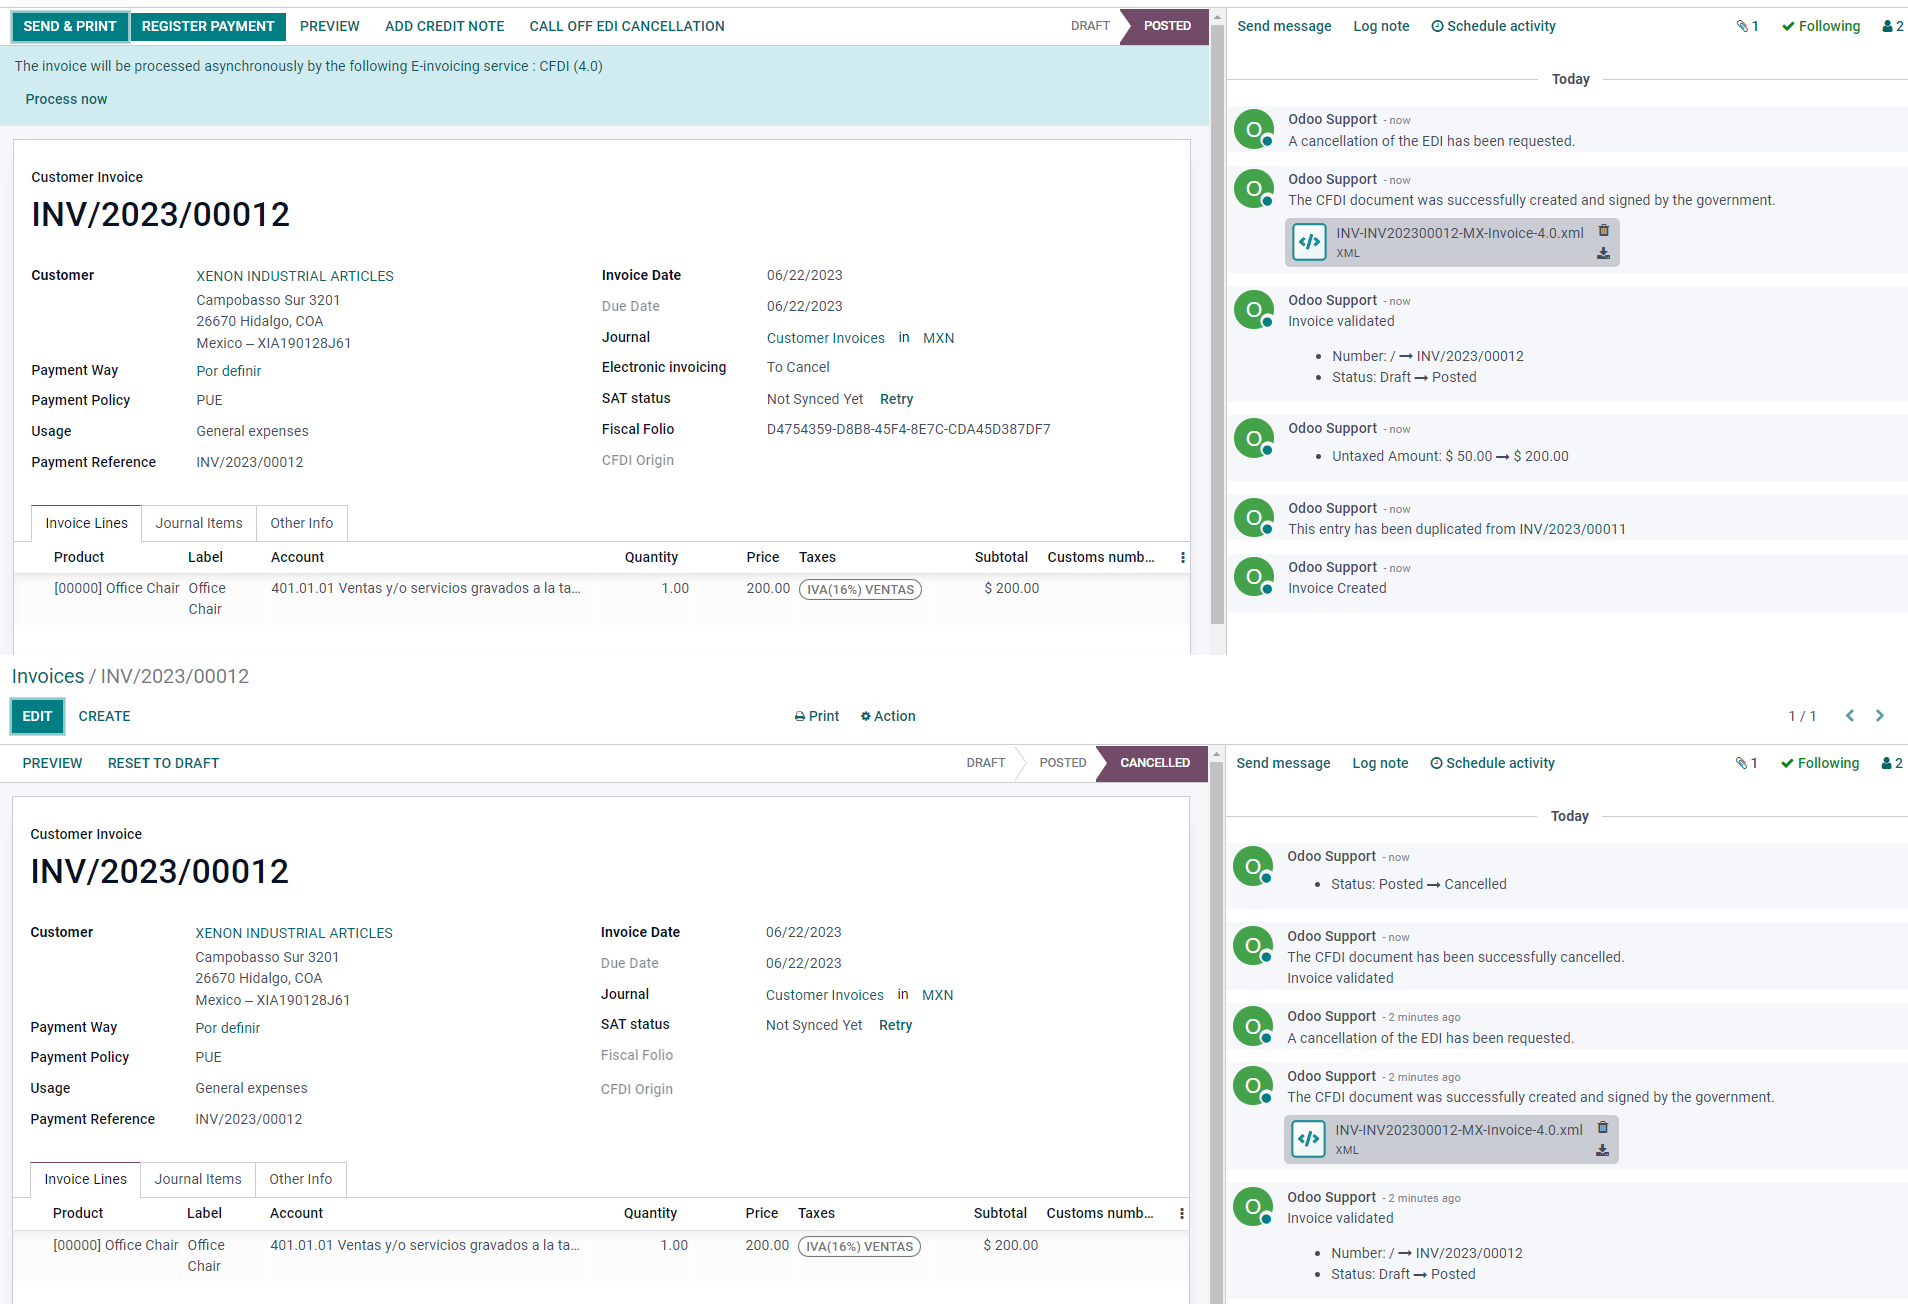 SEND & PRINT REGISTER PAYMENT PREVIEW ADD CREDIT NOTE CALL OFF EDI CANCELLATION DRAFT POSTED
The invoice will be processed asynchronously by the following E-invoicing service : CFDI (4.0)
Process now
Customer Invoice
INV/2023/00012
Customer XENON INDUSTRIAL ARTICLES
Campobasso Sur 3201
26670 Hidalgo, COA
Mexico – XIA190128J61
Payment Way Por definir
Payment Policy PUE
Usage General expenses
Payment Reference INV/2023/00012
Invoice Date 06/22/2023
Due Date 06/22/2023
Journal Customer Invoices in MXN
Electronic invoicing To Cancel
SAT status Not Synced Yet Retry
Fiscal Folio D4754359-D8B8-45F4-8E7C-CDA45D387DF7
CFDI Origin
Invoice Lines Journal Items Other Info
Product Label Account Quantity Price Taxes Subtotal Customs numb...
[00000] Office Chair Office 401.01.01 Ventas y/o servicios gravados a la ta... 1.00 200.00 IVA(16%) VENTAS $ 200.00
Chair
Send message Log note Schedule activity 1 Following 2
Today
O Odoo Support - now
A cancellation of the EDI has been requested.
O Odoo Support - now
The CFDI document was successfully created and signed by the government.
</> INV-INV202300012-MX-Invoice-4.0.xml
XML
O Odoo Support - now
Invoice validated
• Number: / → INV/2023/00012
• Status: Draft → Posted
O Odoo Support - now
• Untaxed Amount: $ 50.00 → $ 200.00
O Odoo Support - now
This entry has been duplicated from INV/2023/00011
O Odoo Support - now
Invoice Created
Invoices / INV/2023/00012
EDIT CREATE Print Action 1 / 1
PREVIEW RESET TO DRAFT DRAFT POSTED CANCELLED
Customer Invoice
INV/2023/00012
Customer XENON INDUSTRIAL ARTICLES
Campobasso Sur 3201
26670 Hidalgo, COA
Mexico – XIA190128J61
Payment Way Por definir
Payment Policy PUE
Usage General expenses
Payment Reference INV/2023/00012
Invoice Date 06/22/2023
Due Date 06/22/2023
Journal Customer Invoices in MXN
SAT status Not Synced Yet Retry
Fiscal Folio
CFDI Origin
Invoice Lines Journal Items Other Info
Product Label Account Quantity Price Taxes Subtotal Customs numb...
[00000] Office Chair Office 401.01.01 Ventas y/o servicios gravados a la ta... 1.00 200.00 IVA(16%) VENTAS $ 200.00
Chair
Send message Log note Schedule activity 1 Following 2
Today
O Odoo Support - now
• Status: Posted → Cancelled
O Odoo Support - now
The CFDI document has been successfully cancelled.
Invoice validated
O Odoo Support - 2 minutes ago
A cancellation of the EDI has been requested.
O Odoo Support - 2 minutes ago
The CFDI document was successfully created and signed by the government.
</> INV-INV202300012-MX-Invoice-4.0.xml
XML
O Odoo Support - 2 minutes ago
Invoice validated
• Number: / → INV/2023/00012
• Status: Draft → Posted